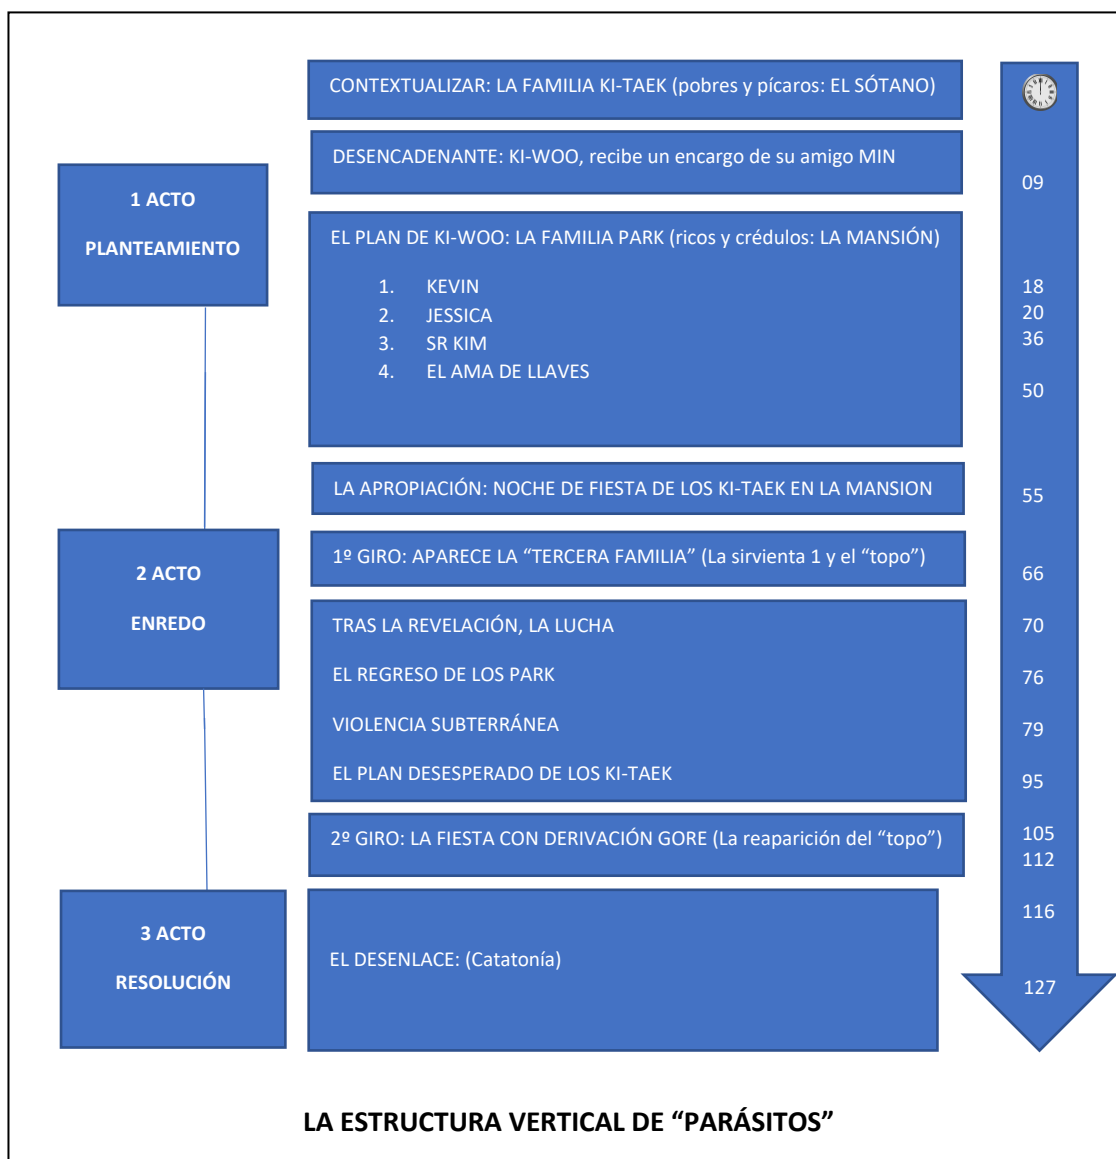 CONTEXTUALIZAR: LA FAMILIA KI-TAEK (pobres y pícaros: EL SÓTANO)
DESENCADENANTE: KI-WOO, recibe un encargo de su amigo MIN
09
1 ACTO
PLANTEAMIENTO
EL PLAN DE KI-WOO: LA FAMILIA PARK (ricos y crédulos: LA MANSIÓN)
1. KEVIN
18
2. JESSICA
20
3. SR KIM
36
4. EL AMA DE LLAVES
50
LA APROPIACIÓN: NOCHE DE FIESTA DE LOS KI-TAEK EN LA MANSION
55
2 ACTO
ENREDO
1º GIRO: APARECE LA “TERCERA FAMILIA” (La sirvienta 1 y el “topo”)
66
TRAS LA REVELACIÓN, LA LUCHA
70
EL REGRESO DE LOS PARK
76
VIOLENCIA SUBTERRÁNEA
79
EL PLAN DESESPERADO DE LOS KI-TAEK
95
2º GIRO: LA FIESTA CON DERIVACIÓN GORE (La reaparición del “topo”)
105
112
3 ACTO
RESOLUCIÓN
116
EL DESENLACE: (Catatonía)
127
LA ESTRUCTURA VERTICAL DE “PARÁSITOS”